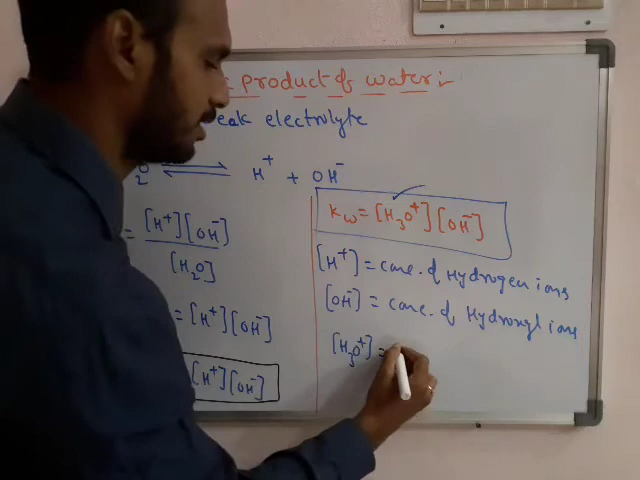 product of water :-
eak electrolyte
O ⇌ H⁺ + OH⁻
= [H⁺][OH⁻] / [H₂O]
= [H⁺][OH⁻]
[H⁺][OH⁻]
Kw = [H₃O⁺][OH⁻]
[H⁺] = conc. of Hydrogen ions
[OH⁻] = conc. of Hydroxyl ions
[H₃O⁺] =